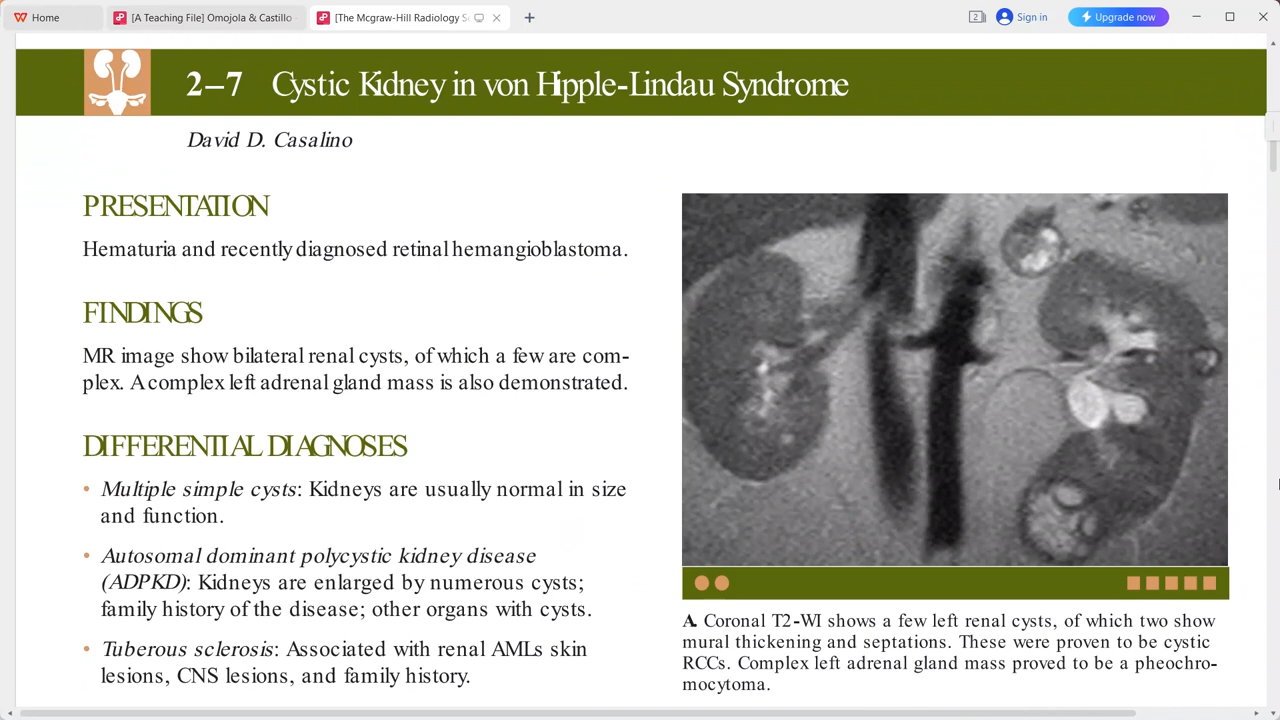 Home
[A Teaching File] Omojola & Castillo
[The Mcgraw-Hill Radiology S
2
Sign in
Upgrade now
2–7 Cystic Kidney in von Hipple-Lindau Syndrome
David D. Casalino
PRESENTATION
Hematuria and recently diagnosed retinal hemangioblastoma.
FINDINGS
MR image show bilateral renal cysts, of which a few are com-
plex. A complex left adrenal gland mass is also demonstrated.
DIFFERENTIAL DIAGNOSES
• Multiple simple cysts: Kidneys are usually normal in size
and function.
• Autosomal dominant polycystic kidney disease
(ADPKD): Kidneys are enlarged by numerous cysts;
family history of the disease; other organs with cysts.
• Tuberous sclerosis: Associated with renal AMLs skin
lesions, CNS lesions, and family history.
A. Coronal T2-WI shows a few left renal cysts, of which two show
mural thickening and septations. These were proven to be cystic
RCCs. Complex left adrenal gland mass proved to be a pheochro-
mocytoma.